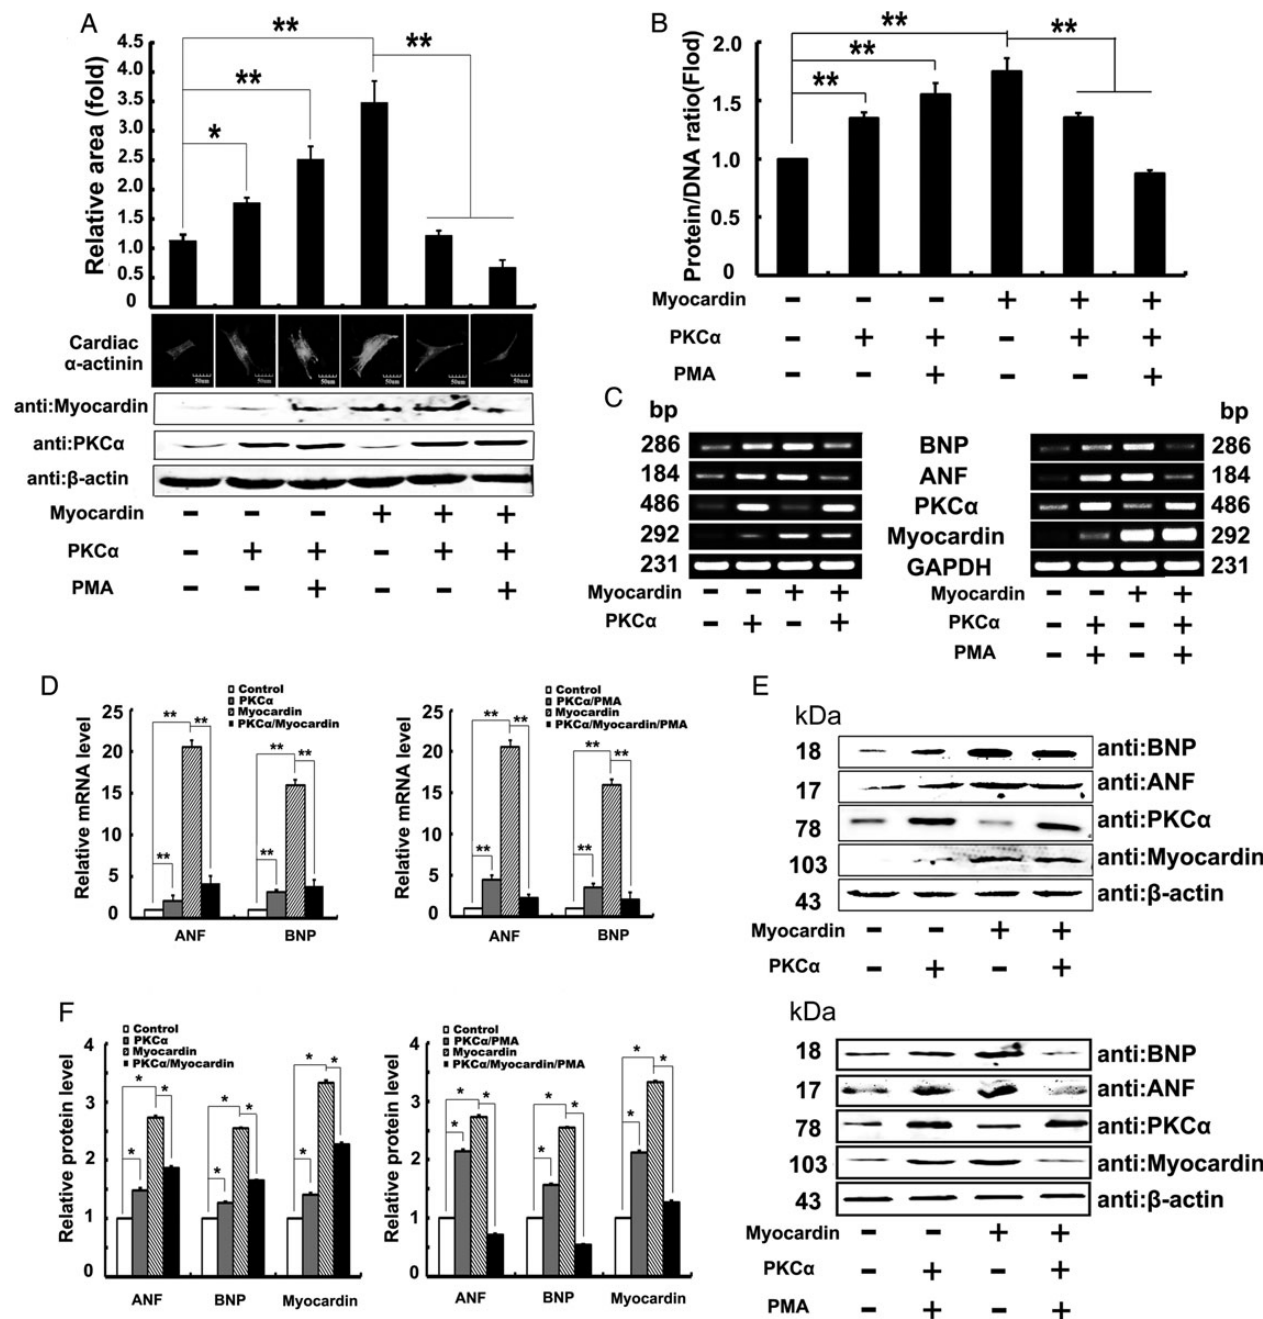 A
**
**
**
*
4.5
4.0
3.5
3.0
2.5
2.0
1.5
1.0
0.5
0
Relative area (fold)
Cardiac
α-actinin
50um 50um 50um 50um 50um 50um
anti:Myocardin
anti:PKCα
anti:β-actin
Myocardin − − − + + +
PKCα − + + − + +
PMA − − + − − +
B
**
**
**
**
2.0
1.5
1.0
0.5
0
Protein/DNA ratio(Flod)
Myocardin − − − + + +
PKCα − + + − + +
PMA − − + − − +
C
bp bp
286 BNP 286
184 ANF 184
486 PKCα 486
292 Myocardin 292
231 GAPDH 231
Myocardin − − + +
PKCα − + − +
Myocardin − − + +
PKCα − + − +
PMA − + − +
D
Control
PKCα
Myocardin
PKCα/Myocardin
25
20
15
10
5
0
Relative mRNA level
** **
**
** **
**
ANF BNP
Control
PKCα/PMA
Myocardin
PKCα/Myocardin/PMA
25
20
15
10
5
0
Relative mRNA level
** **
**
** **
**
ANF BNP
E
kDa
18 anti:BNP
17 anti:ANF
78 anti:PKCα
103 anti:Myocardin
43 anti:β-actin
Myocardin − − + +
PKCα − + − +
kDa
18 anti:BNP
17 anti:ANF
78 anti:PKCα
103 anti:Myocardin
43 anti:β-actin
Myocardin − − + +
PKCα − + − +
PMA − + − +
F
Control
PKCα
Myocardin
PKCα/Myocardin
4
3
2
1
0
Relative protein level
* *
*
* *
*
* *
*
ANF BNP Myocardin
Control
PKCα/PMA
Myocardin
PKCα/Myocardin/PMA
4
3
2
1
0
Relative protein level
* *
*
* *
*
* *
*
ANF BNP Myocardin